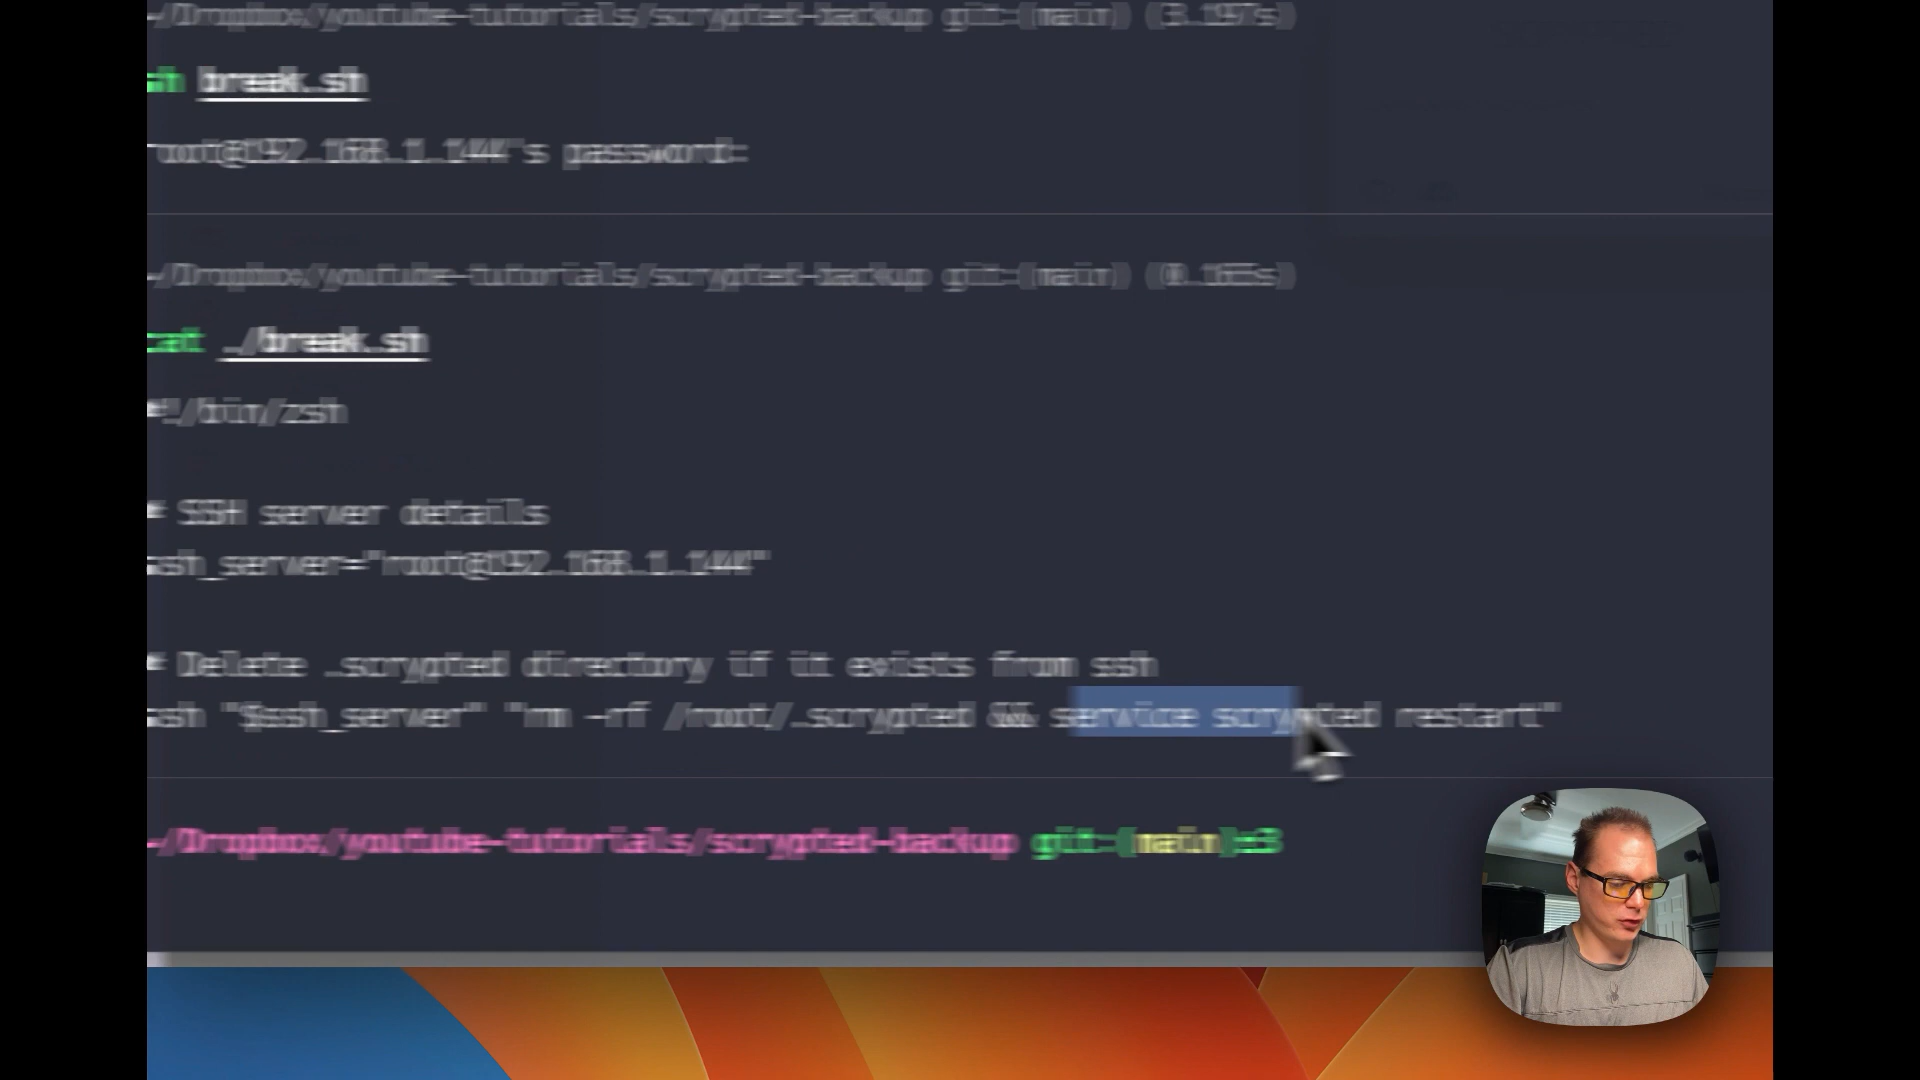 ~/Dropbox/youtube-tutorials/scrypted-backup git:(main) (3.197s)
sh break.sh
root@192.168.1.144's password:
~/Dropbox/youtube-tutorials/scrypted-backup git:(main) (0.165s)
cat ./break.sh
#!/bin/zsh
# SSH server details
ssh_server="root@192.168.1.144"
# Delete .scrypted directory if it exists from ssh
ssh "$ssh_server" "rm -rf /root/.scrypted && service scrypted restart"
~/Dropbox/youtube-tutorials/scrypted-backup git:(main)±3